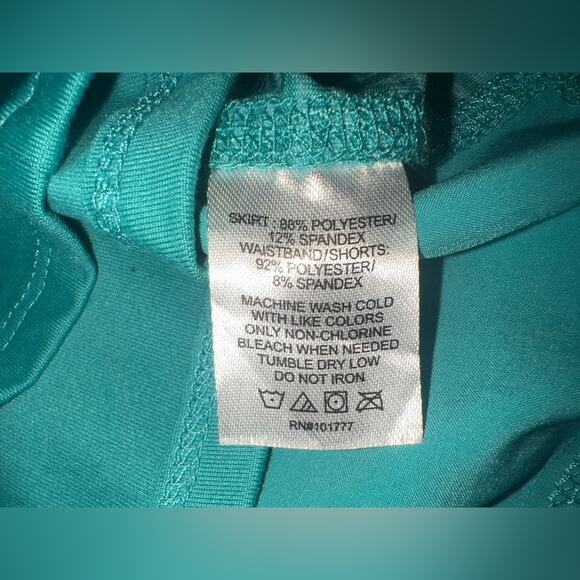 SKIRT : 88% POLYESTER/
12% SPANDEX
WAISTBAND/SHORTS:
92% POLYESTER/
8% SPANDEX
MACHINE WASH COLD
WITH LIKE COLORS
ONLY NON-CHLORINE
BLEACH WHEN NEEDED
TUMBLE DRY LOW
DO NOT IRON
RN#101777